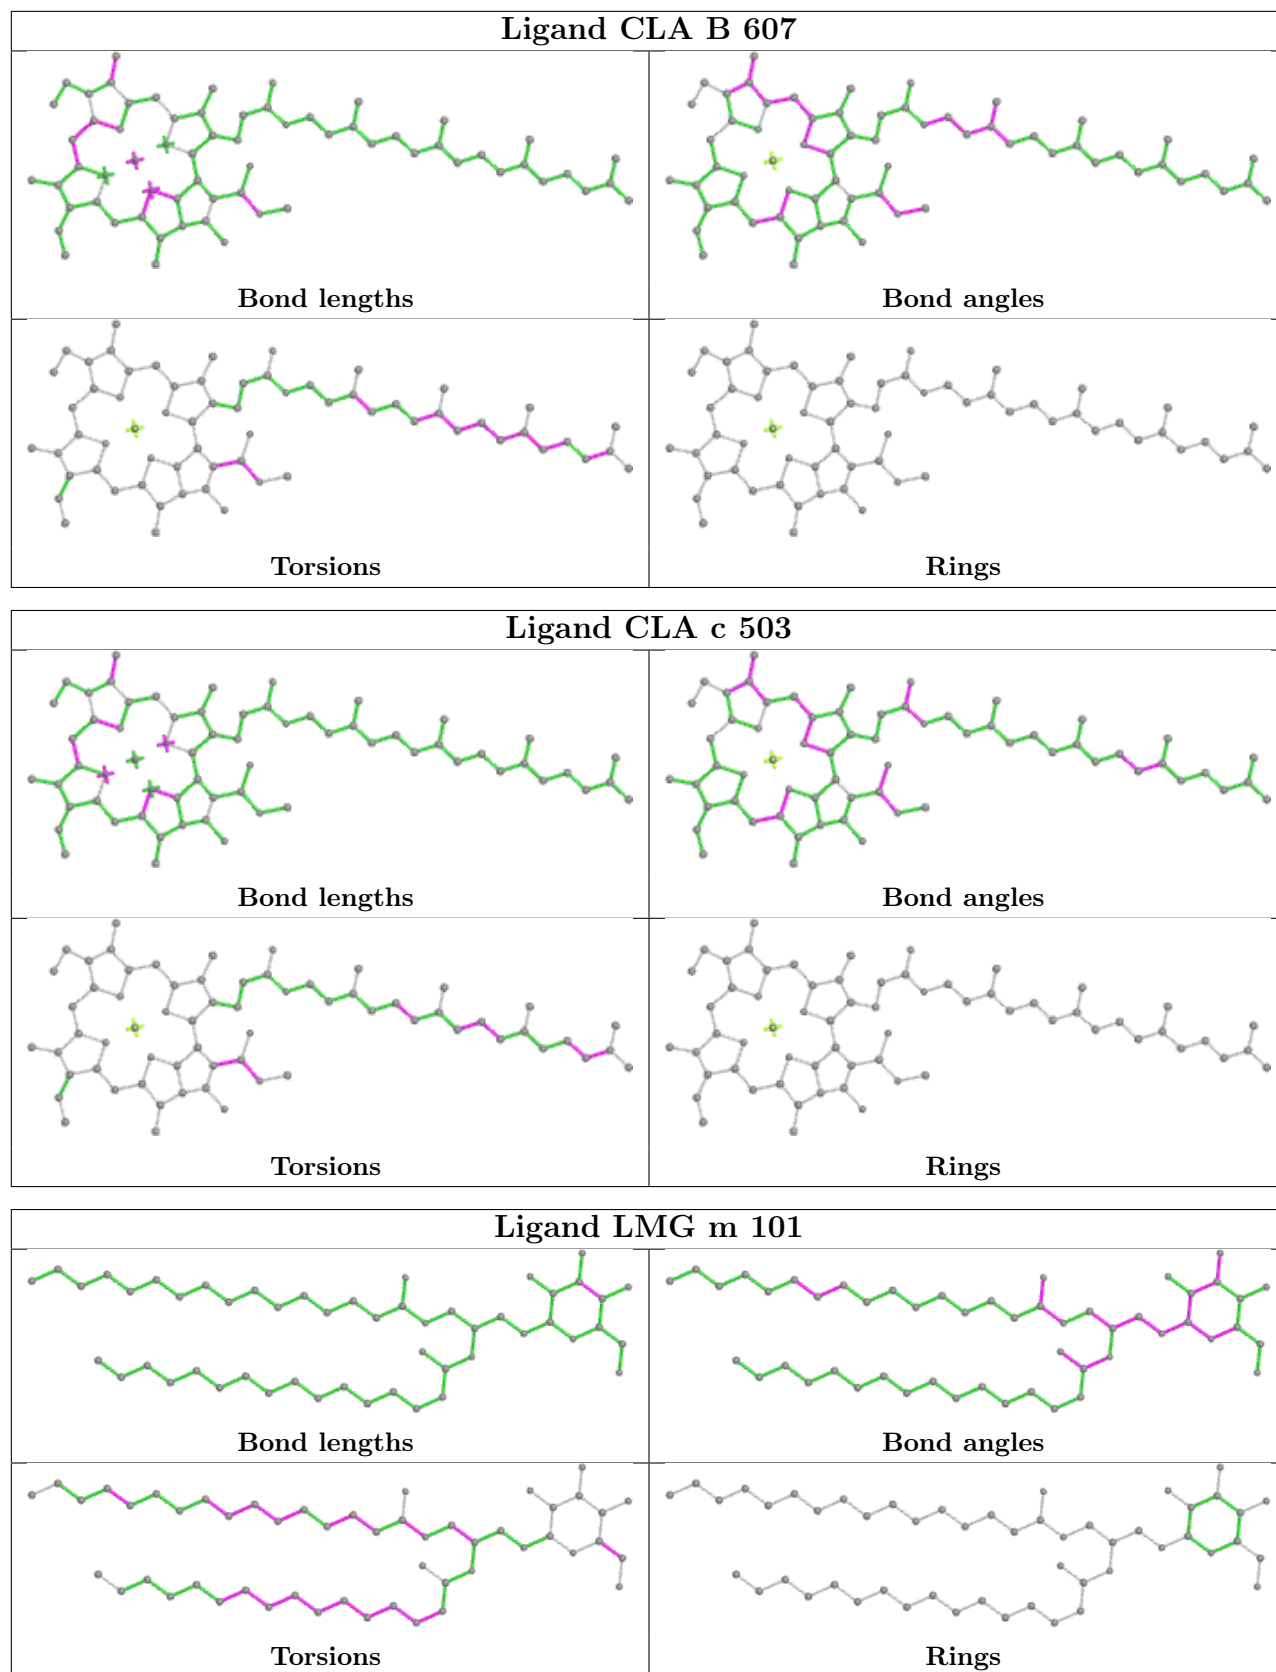 Ligand CLA B 607
Bond lengths
Bond angles
Torsions
Rings
Ligand CLA c 503
Bond lengths
Bond angles
Torsions
Rings
Ligand LMG m 101
Bond lengths
Bond angles
Torsions
Rings